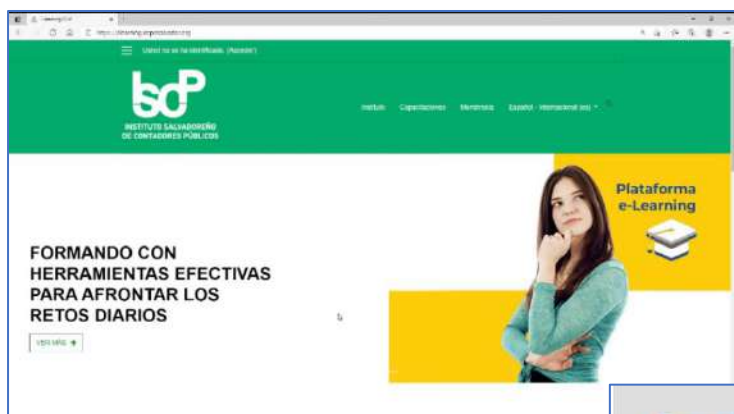 Usted no se ha identificado. (Acceder)
ISCP
INSTITUTO SALVADOREÑO
DE CONTADORES PÚBLICOS
Instituto Capacitaciones Membresía Español - Internacional (es)
Plataforma
e-Learning
FORMANDO CON
HERRAMIENTAS EFECTIVAS
PARA AFRONTAR LOS
RETOS DIARIOS
VER MÁS